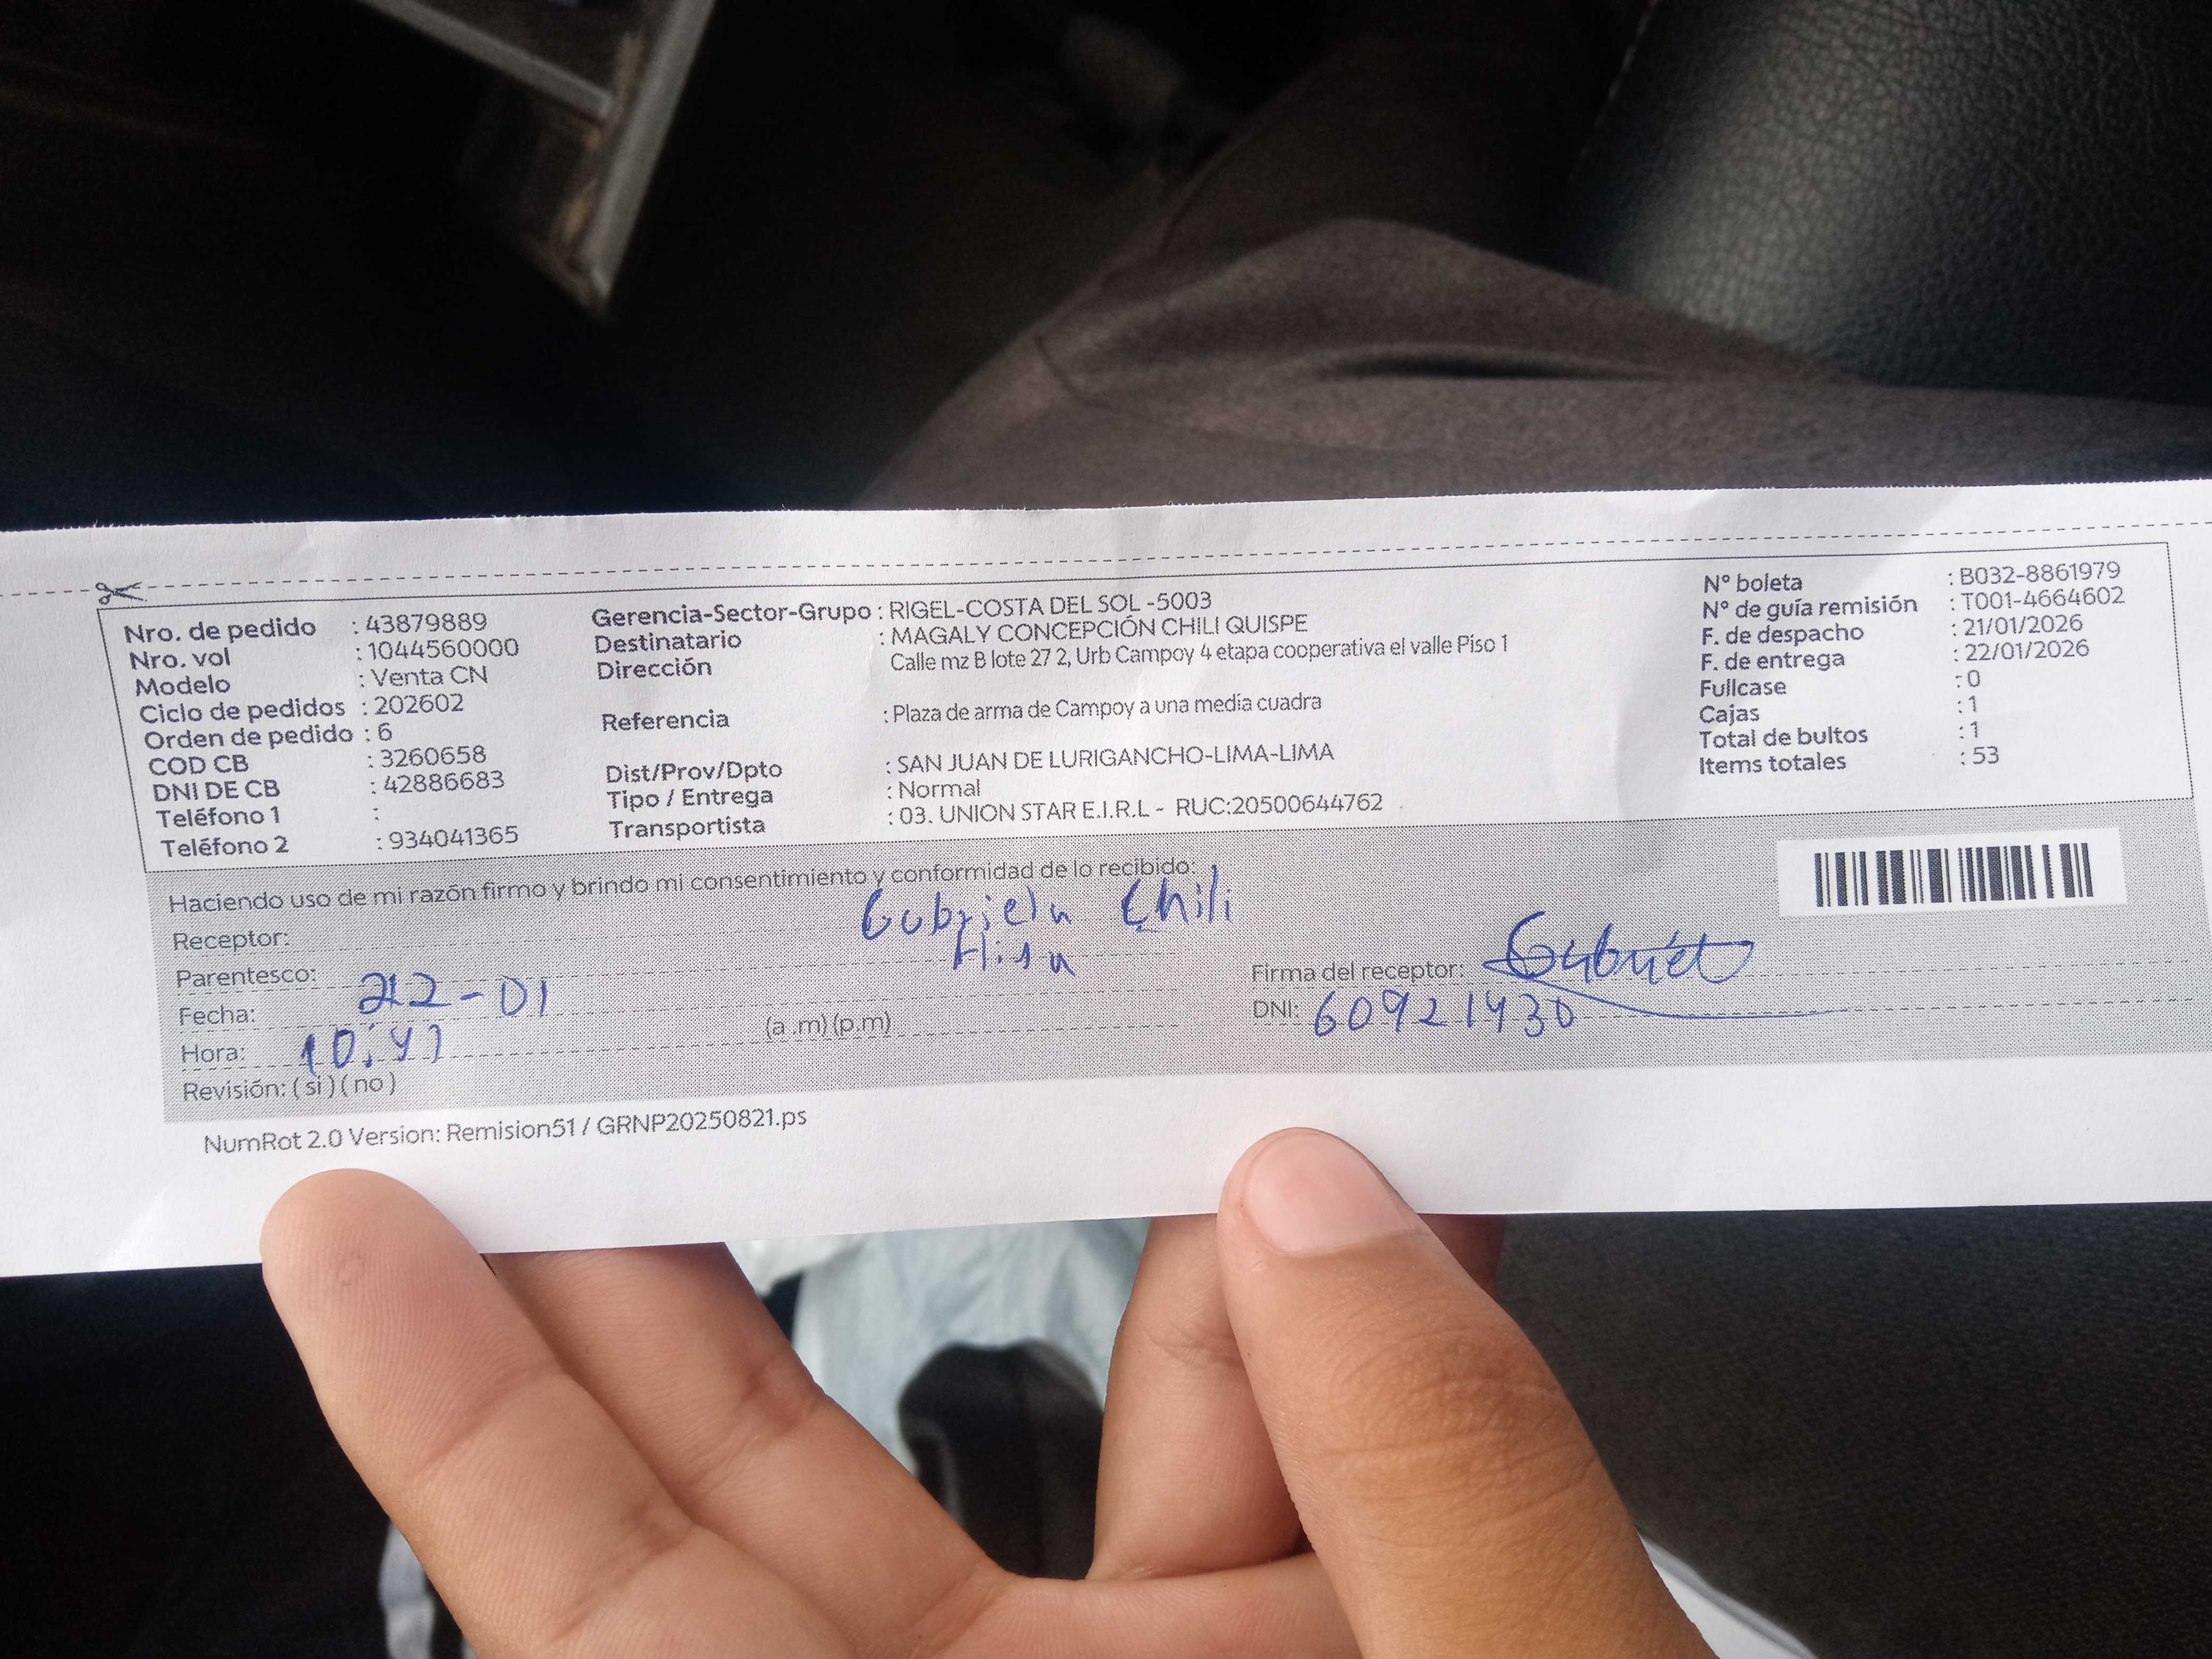 Nro. de pedido : 43879889
Nro. vol : 1044560000
Modelo : Venta CN
Ciclo de pedidos : 202602
Orden de pedido : 6
COD CB : 3260658
DNI DE CB : 42886683
Teléfono 1 :
Teléfono 2 : 934041365
Gerencia-Sector-Grupo : RIGEL-COSTA DEL SOL -5003
Destinatario : MAGALY CONCEPCIÓN CHILI QUISPE
Dirección Calle mz B lote 27 2, Urb Campoy 4 etapa cooperativa el valle Piso 1
Referencia : Plaza de arma de Campoy a una media cuadra
Dist/Prov/Dpto : SAN JUAN DE LURIGANCHO-LIMA-LIMA
Tipo / Entrega : Normal
Transportista : 03. UNION STAR E.I.R.L - RUC:20500644762
N° boleta : B032-8861979
N° de guía remisión : T001-4664602
F. de despacho : 21/01/2026
F. de entrega : 22/01/2026
Fullcase : 0
Cajas : 1
Total de bultos : 1
Items totales : 53
Haciendo uso de mi razón firmo y brindo mi consentimiento y conformidad de lo recibido:
Receptor: Gabriela Chili
Parentesco: Hija
Fecha: 22-01
Hora: (a .m) (p.m)
Revisión: ( si ) ( no )
Firma del receptor: Gabriel
DNI: 60921430
NumRot 2.0 Version: Remision51 / GRNP20250821.ps